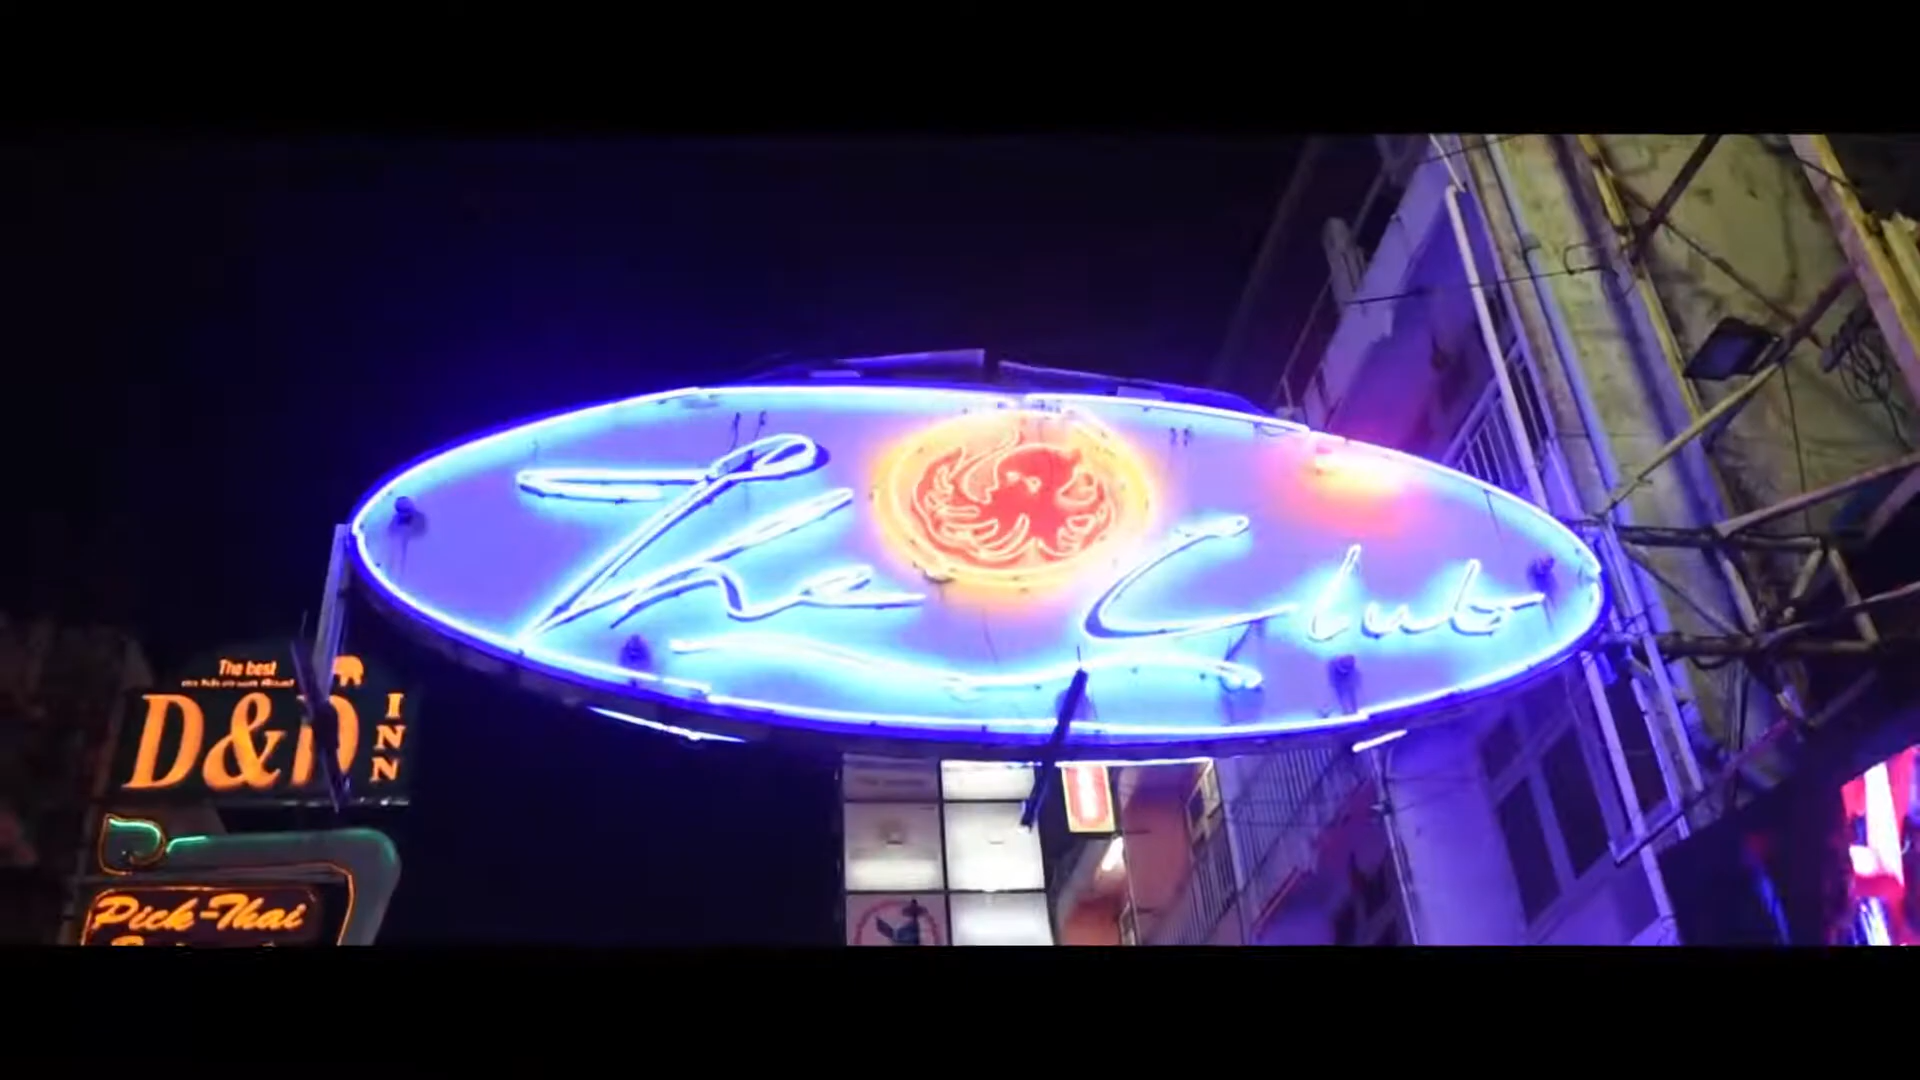 The Club
The best
D&D
INN
Pick-Thai